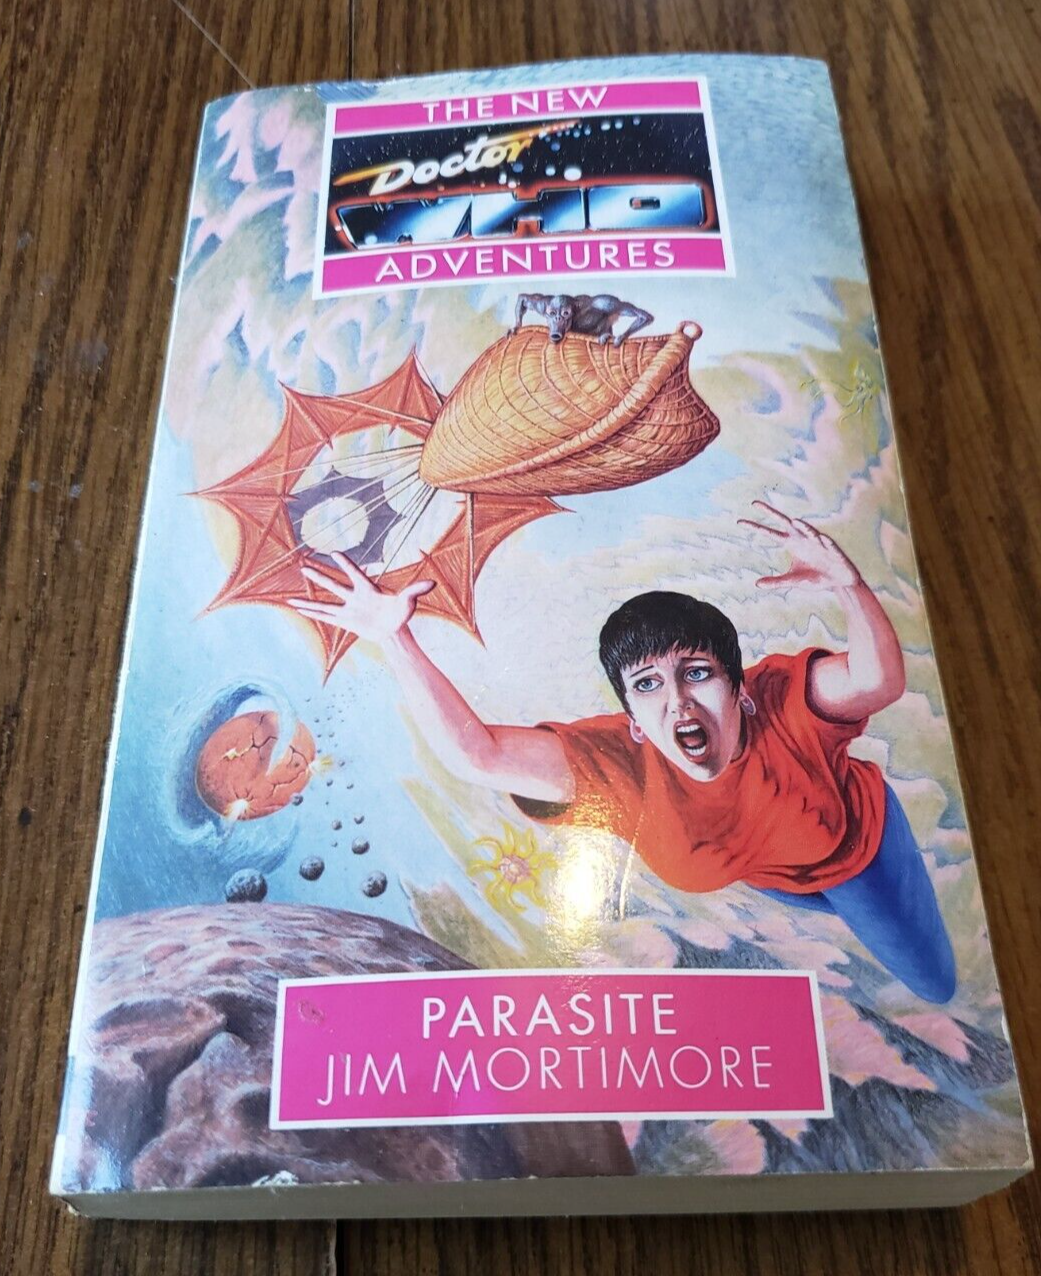 THE NEW
Doctor
WHO
ADVENTURES
PARASITE
JIM MORTIMORE